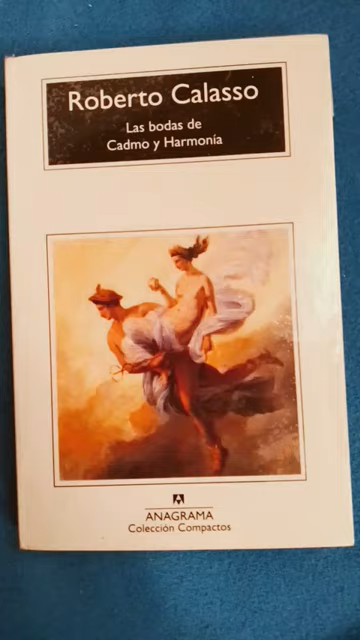 Roberto Calasso
Las bodas de
Cadmo y Harmonía
ANAGRAMA
Colección Compactos